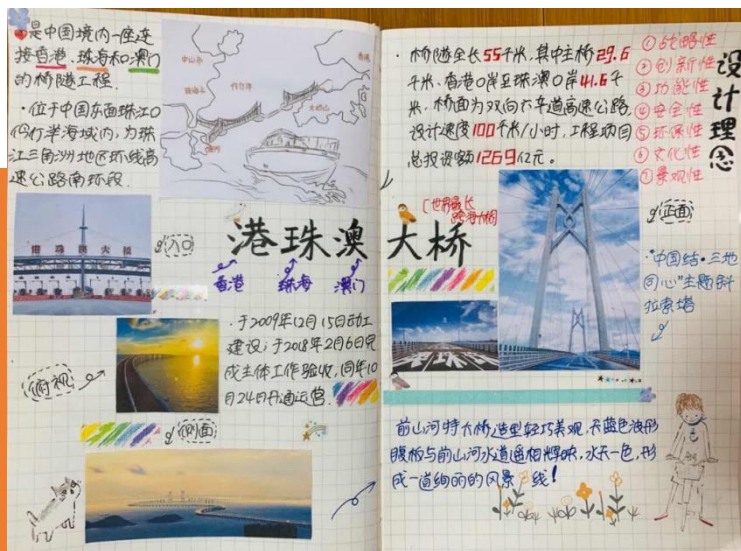 是中国境内一座连
接香港、珠海和澳门
的桥隧工程.
·位于中国东面珠江口
伶仃洋海域内,为珠
江三角洲地区环线高
速公路南环段.
中山市
珠海市
伶仃洋
大屿山
香港
澳门
港珠澳大桥
入口
港珠澳
香港 珠海 澳门
·于2009年12月15日动工
建设;于2018年2月6日完
成主体工作验收,同年10
月24日开通运营.
俯视
侧面
·桥隧全长55千米,其中主桥29.6
千米、香港口岸至珠澳口岸41.6千
米,桥面为双向六车道高速公路,
设计速度100千米/小时,工程项目
总投资额1269亿元。
设计理念
①战略性
②创新性
③功能性
④安全性
⑤环保性
⑥文化性
⑦景观性
世界最长
跨海大桥
大桥
正面
·"中国结·三地
同心"主题斜
拉索塔
前山河特大桥造型轻巧美观,天蓝色波形
腹板与前山河水道遥相辉映,水天一色,形
成一道绚丽的风景线!